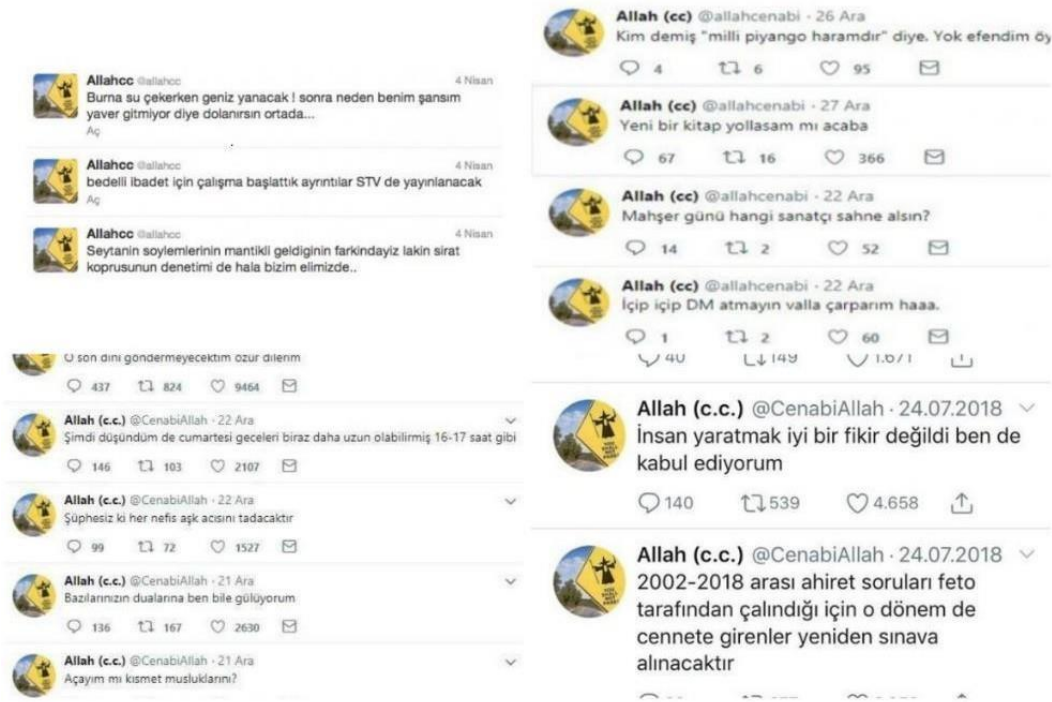 Allahcc @allahcc 4 Nisan
Burna su çekerken geniz yanacak ! sonra neden benim şansım
yaver gitmiyor diye dolanırsın ortada...
Aç
Allahcc @allahcc 4 Nisan
bedelli ibadet için çalışma başlattık ayrıntılar STV de yayınlanacak
Aç
Allahcc @allahcc 4 Nisan
Seytanin soylemlerinin mantikli geldiginin farkindayiz lakin sirat
koprusunun denetimi de hala bizim elimizde..
O son dini göndermeyecektim özür dilerim
437 824 9464
Allah (c.c.) @CenabiAllah · 22 Ara
Şimdi düşündüm de cumartesi geceleri biraz daha uzun olabilirmiş 16-17 saat gibi
146 103 2107
Allah (c.c.) @CenabiAllah · 22 Ara
Şüphesiz ki her nefis aşk acısını tadacaktır
99 72 1527
Allah (c.c.) @CenabiAllah · 21 Ara
Bazılarınızın dualarına ben bile gülüyorum
136 167 2630
Allah (c.c.) @CenabiAllah · 21 Ara
Açayım mı kısmet musluklarını?
Allah (cc) @allahcenabi · 26 Ara
Kim demiş "milli piyango haramdır" diye. Yok efendim öy
4 6 95
Allah (cc) @allahcenabi · 27 Ara
Yeni bir kitap yollasam mı acaba
67 16 366
Allah (cc) @allahcenabi · 22 Ara
Mahşer günü hangi sanatçı sahne alsın?
14 2 52
Allah (cc) @allahcenabi · 22 Ara
İçip içip DM atmayın valla çarparım haaa.
1 2 60
40 149 1.671
Allah (c.c.) @CenabiAllah · 24.07.2018
İnsan yaratmak iyi bir fikir değildi ben de
kabul ediyorum
140 539 4.658
Allah (c.c.) @CenabiAllah · 24.07.2018
2002-2018 arası ahiret soruları feto
tarafından çalındığı için o dönem de
cennete girenler yeniden sınava
alınacaktır